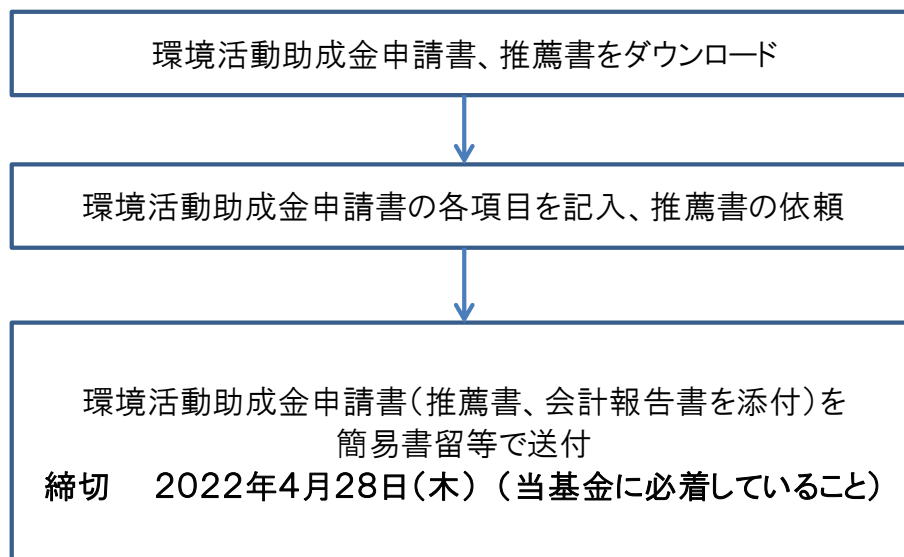 環境活動助成金申請書、推薦書をダウンロード
環境活動助成金申請書の各項目を記入、推薦書の依頼
環境活動助成金申請書（推薦書、会計報告書を添付）を
簡易書留等で送付
締切　２０２２年４月２８日（木）（当基金に必着していること）